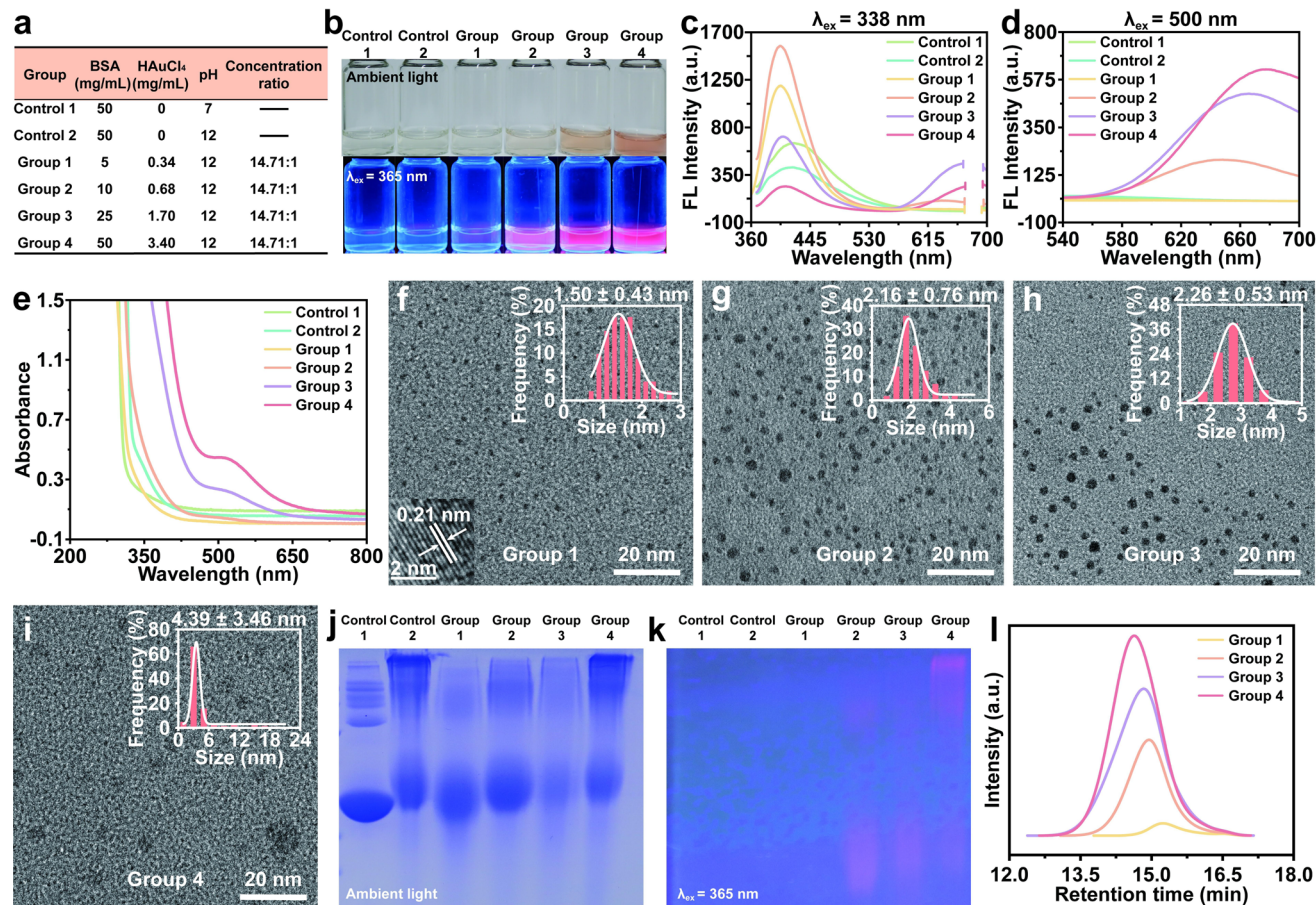 a
Group BSA (mg/mL) HAuCl₄ (mg/mL) pH Concentration ratio
Control 1 50 0 7 —
Control 2 50 0 12 —
Group 1 5 0.34 12 14.71:1
Group 2 10 0.68 12 14.71:1
Group 3 25 1.70 12 14.71:1
Group 4 50 3.40 12 14.71:1
b
Control 1 Control 2 Group 1 Group 2 Group 3 Group 4
Ambient light
λex = 365 nm
c
λex = 338 nm
Control 1
Control 2
Group 1
Group 2
Group 3
Group 4
FL Intensity (a.u.)
1700
1250
800
350
-100
360 445 530 615 700
Wavelength (nm)
d
λex = 500 nm
Control 1
Control 2
Group 1
Group 2
Group 3
Group 4
FL Intensity (a.u.)
800
575
350
125
-100
540 580 620 660 700
Wavelength (nm)
e
Control 1
Control 2
Group 1
Group 2
Group 3
Group 4
Absorbance
1.5
1.1
0.7
0.3
-0.1
200 350 500 650 800
Wavelength (nm)
f
1.50 ± 0.43 nm
Frequency (%)
20
15
10
5
0
0 1 2 3
Size (nm)
0.21 nm
2 nm
Group 1
20 nm
g
2.16 ± 0.76 nm
Frequency (%)
40
30
20
10
0
0 2 4 6
Size (nm)
Group 2
20 nm
h
2.26 ± 0.53 nm
Frequency (%)
48
36
24
12
0
1 2 3 4 5
Size (nm)
Group 3
20 nm
i
4.39 ± 3.46 nm
Frequency (%)
80
60
40
20
0
0 6 12 18 24
Size (nm)
Group 4
20 nm
j
Control 1 Control 2 Group 1 Group 2 Group 3 Group 4
Ambient light
k
Control 1 Control 2 Group 1 Group 2 Group 3 Group 4
λex = 365 nm
l
Group 1
Group 2
Group 3
Group 4
Intensity (a.u.)
12.0 13.5 15.0 16.5 18.0
Retention time (min)